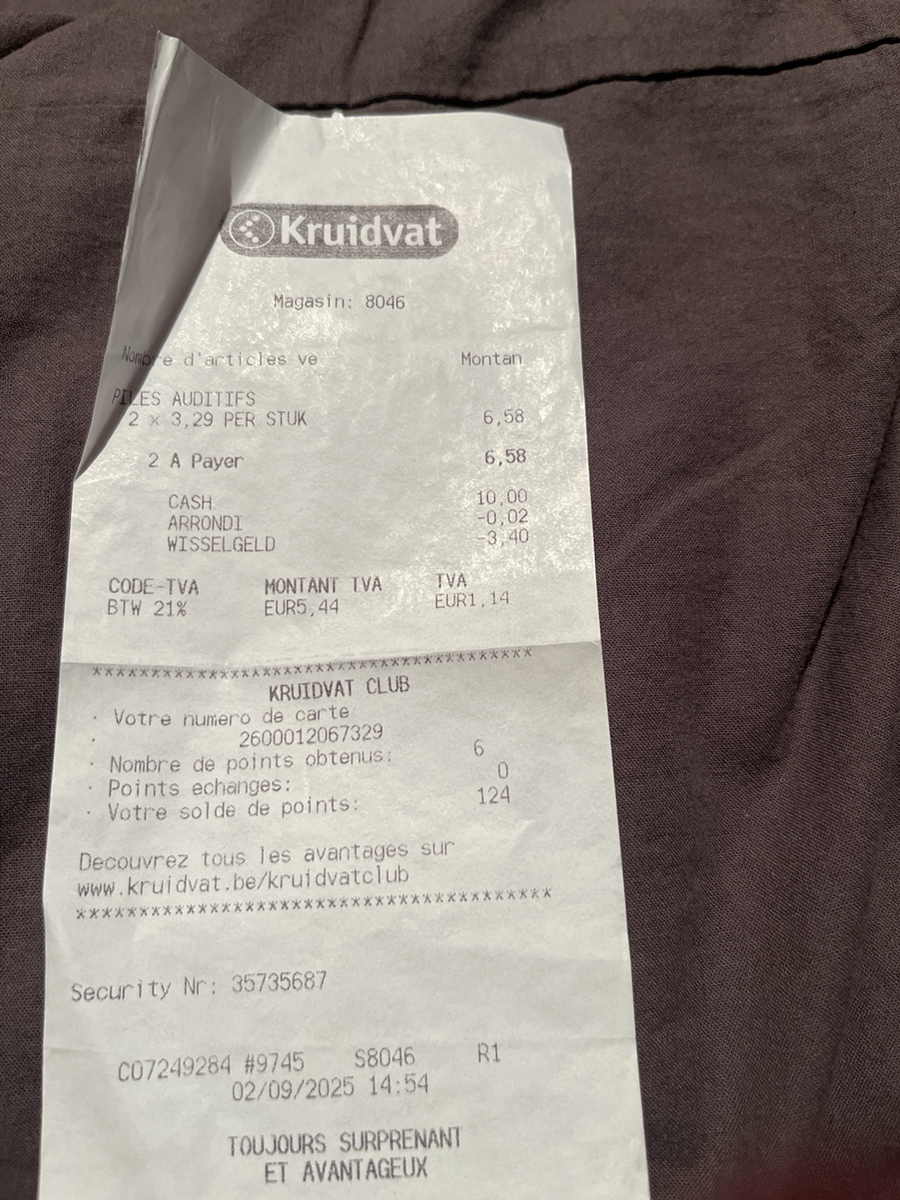 Kruidvat
Magasin: 8046
Nombre d'articles ve Montan
PILES AUDITIFS
2 x 3,29 PER STUK 6,58
2 A Payer 6,58
CASH 10,00
ARRONDI -0,02
WISSELGELD -3,40
CODE-TVA MONTANT TVA TVA
BTW 21% EUR5,44 EUR1,14
***********************************
KRUIDVAT CLUB
· Votre numero de carte
· 2600012067329
· Nombre de points obtenus: 6
· Points echanges: 0
· Votre solde de points: 124
Decouvrez tous les avantages sur
www.kruidvat.be/kruidvatclub
**************************************
Security Nr: 35735687
C07249284 #9745 S8046 R1
02/09/2025 14:54
TOUJOURS SURPRENANT
ET AVANTAGEUX